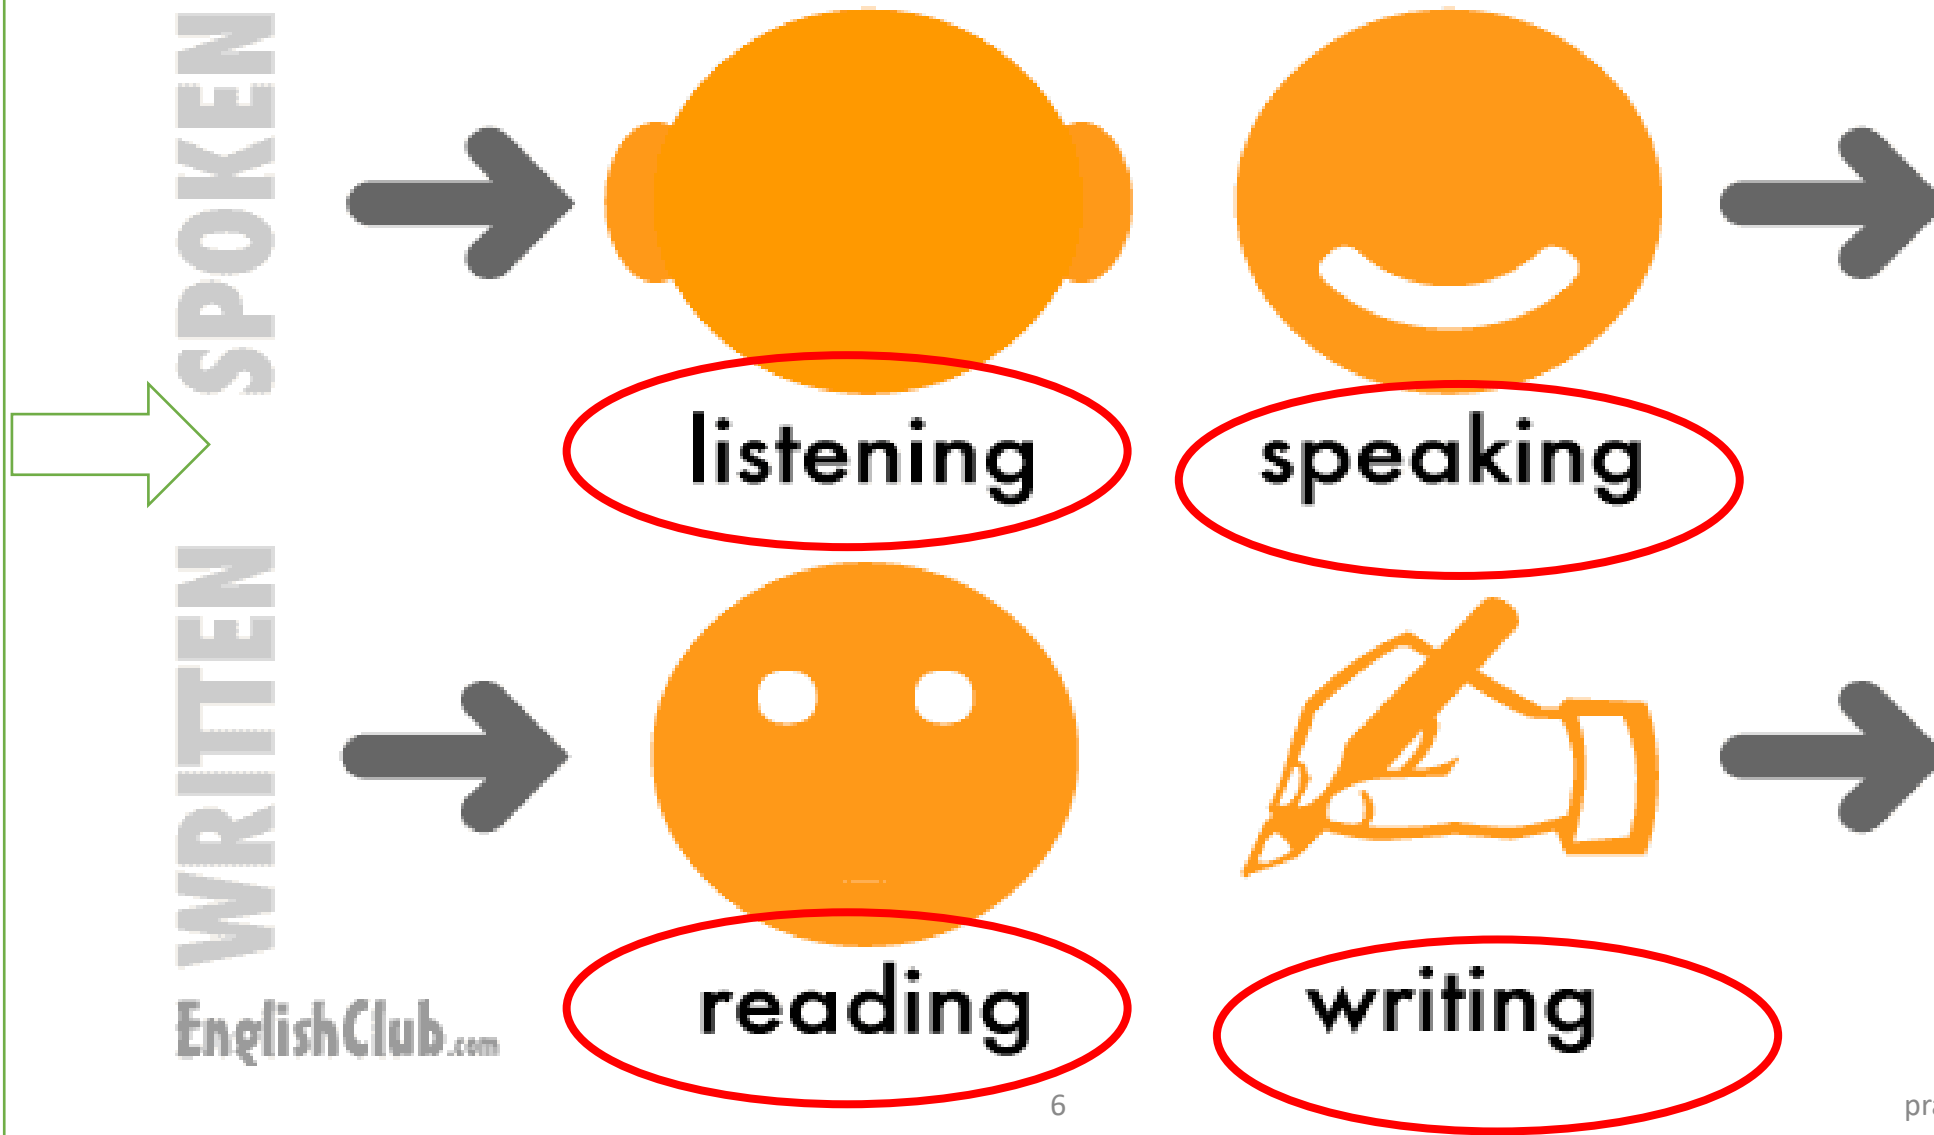 SPOKEN
listening
speaking
WRITTEN
reading
writing
EnglishClub.com
6